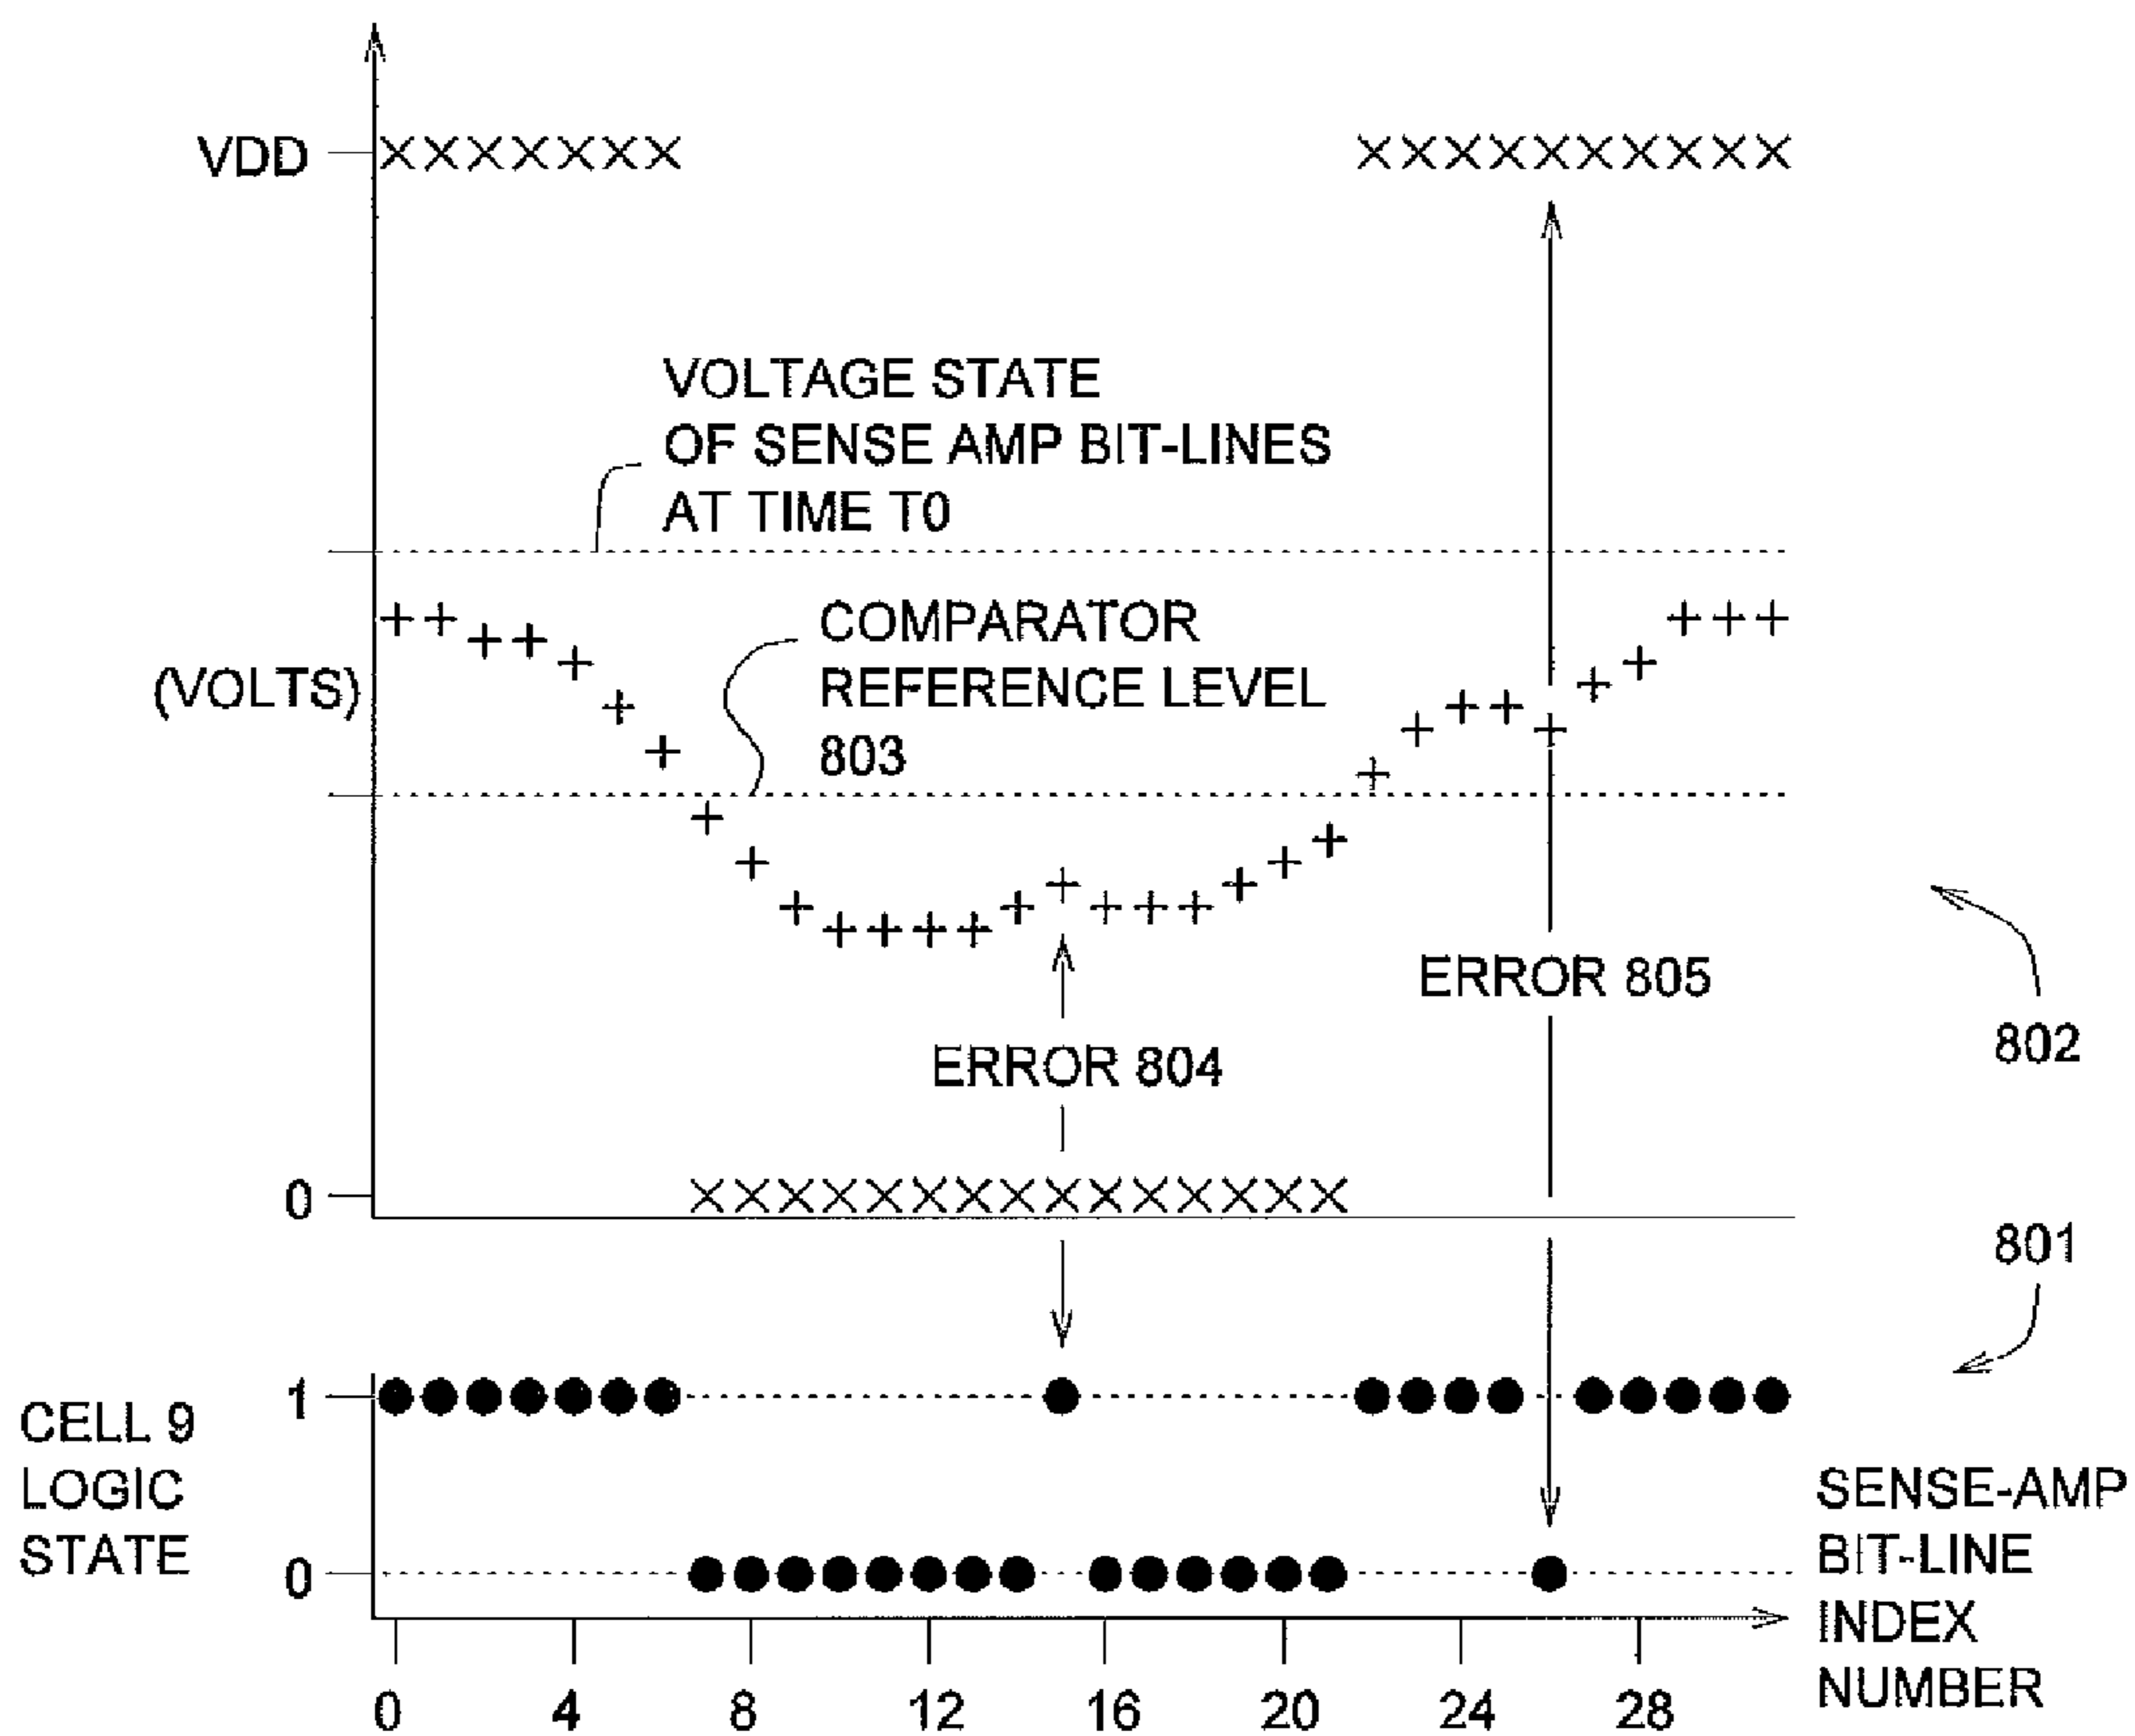 VDD
VOLTAGE STATE
OF SENSE AMP BIT-LINES
AT TIME T0
(VOLTS)
COMPARATOR
REFERENCE LEVEL
803
ERROR 805
802
ERROR 804
0
801
1
CELL 9
LOGIC
STATE
0
SENSE-AMP
BIT-LINE
INDEX
NUMBER
0 4 8 12 16 20 24 28